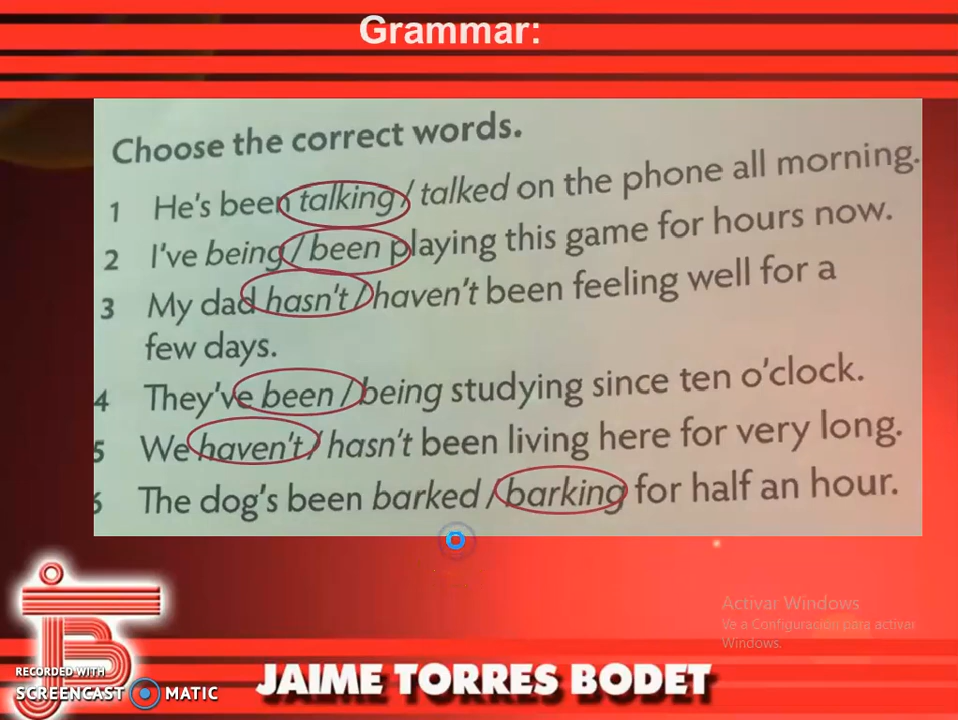 Grammar:
Choose the correct words.
1 He's been talking / talked on the phone all morning.
2 I've being / been playing this game for hours now.
3 My dad hasn't / haven't been feeling well for a
few days.
4 They've been / being studying since ten o'clock.
5 We haven't / hasn't been living here for very long.
6 The dog's been barked / barking for half an hour.
Activar Windows
Ve a Configuración para activar
Windows.
RECORDED WITH
SCREENCAST MATIC
JAIME TORRES BODET